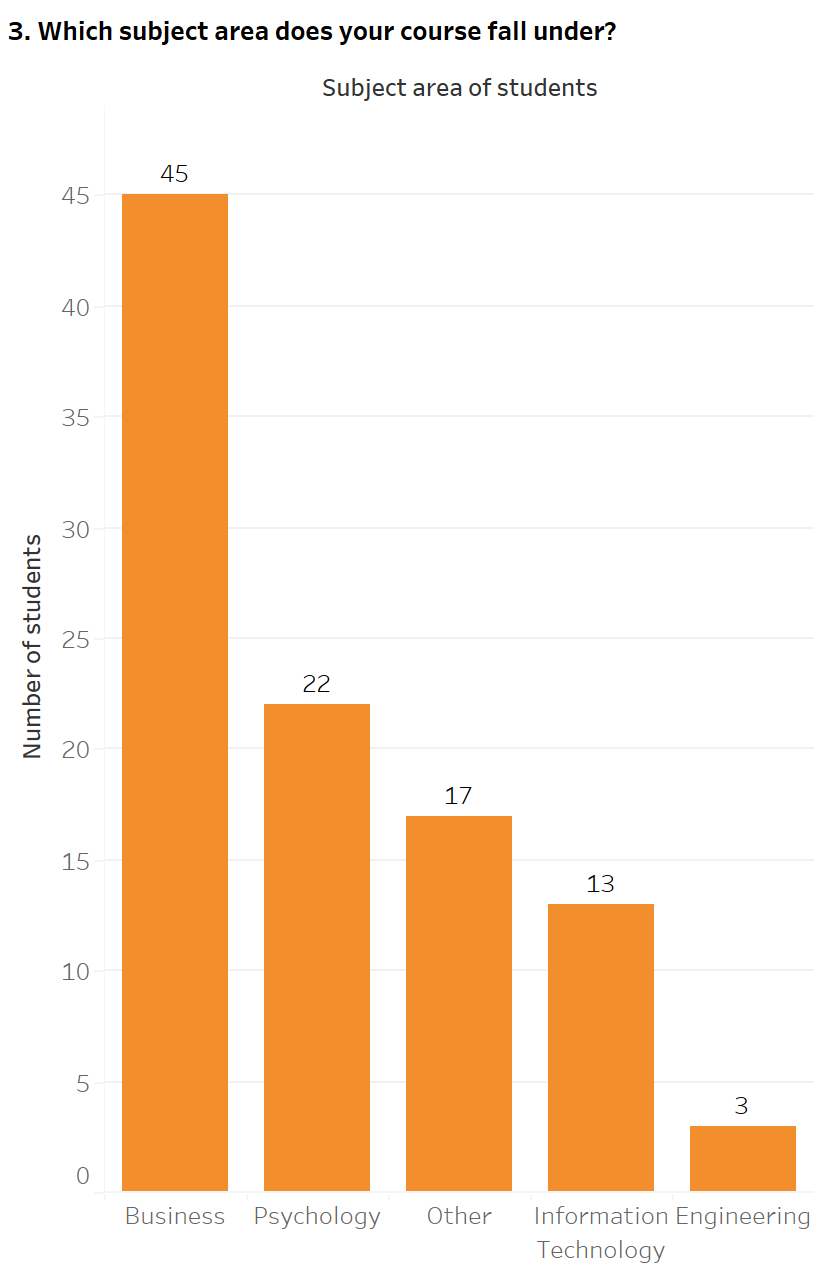 3. Which subject area does your course fall under?
Subject area of students
Number of students
45
40
35
30
25
20
15
10
5
0
45
22
17
13
3
Business
Psychology
Other
Information
Technology
Engineering